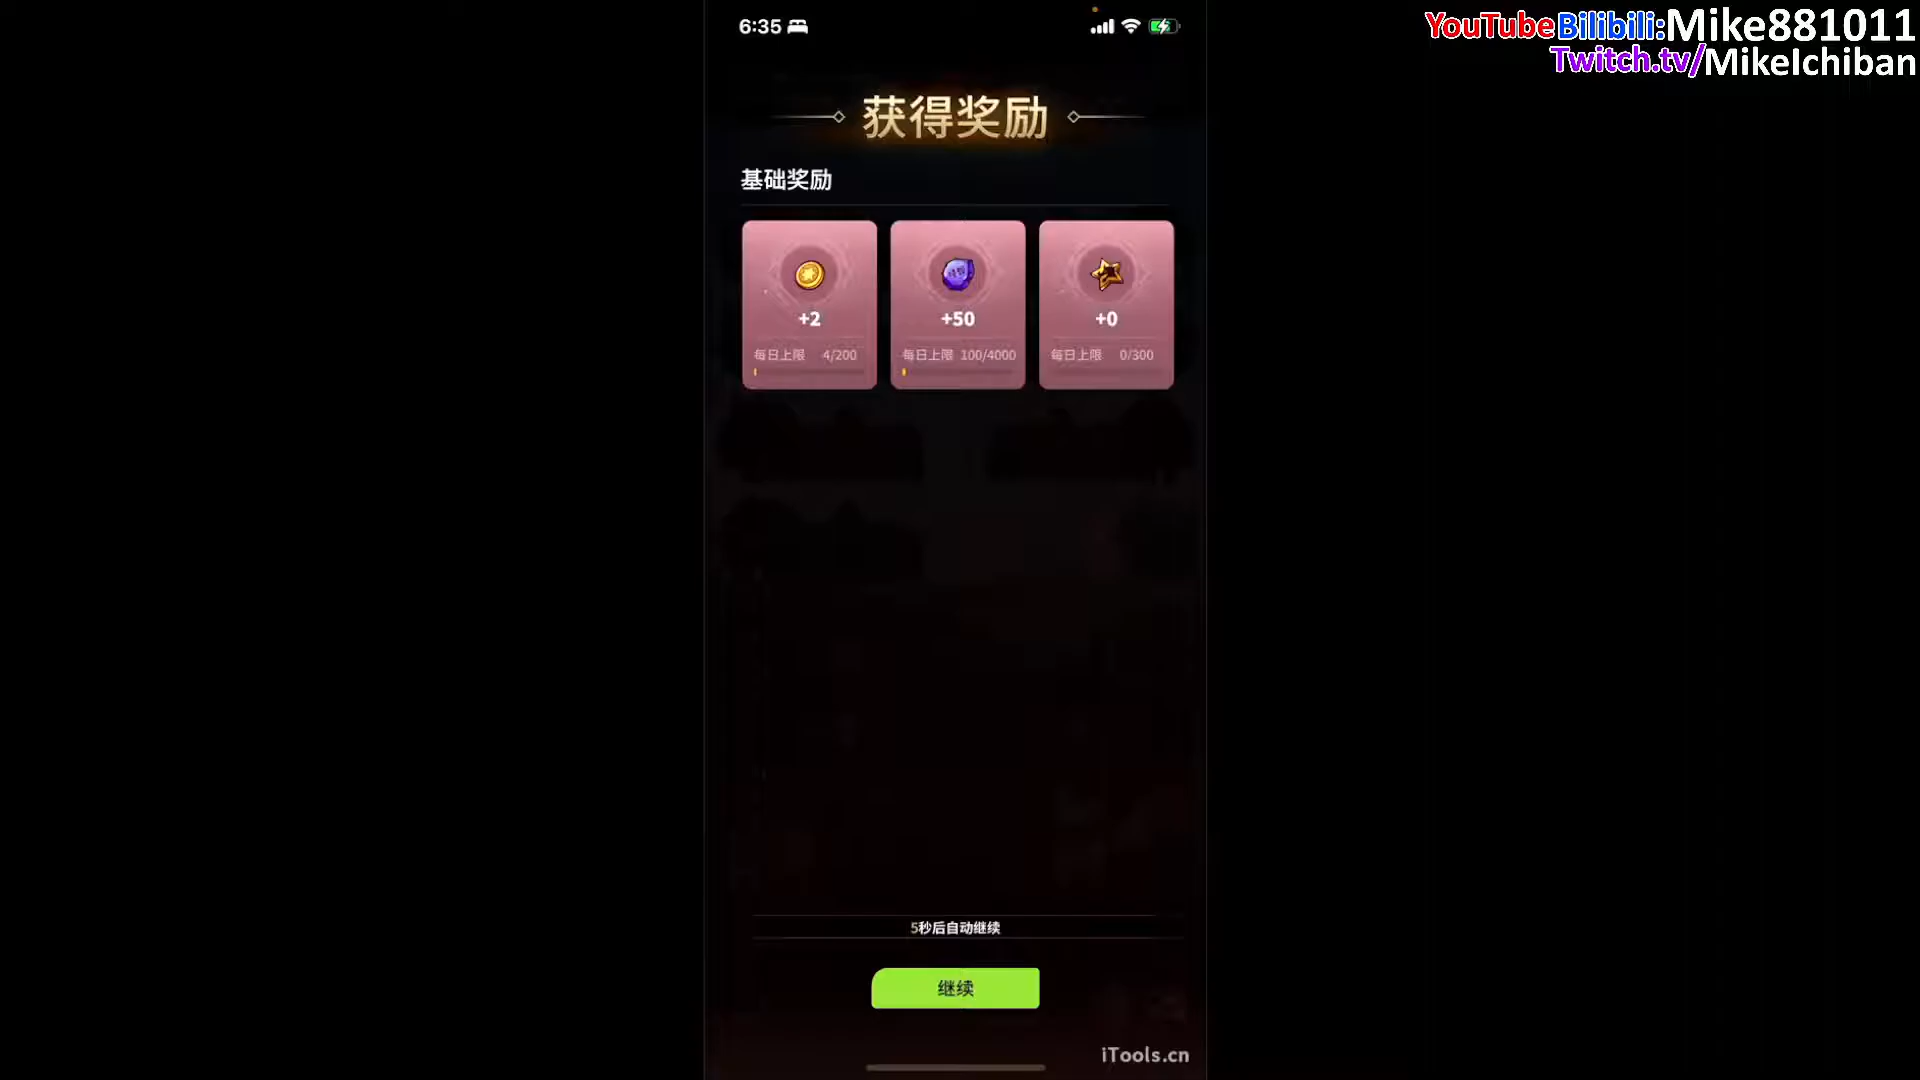 6:35
YouTube Bilibili:Mike881011
Twitch.tv/MikeIchiban
获得奖励
基础奖励
+2
每日上限 4/200
+50
每日上限 100/4000
+0
每日上限 0/300
5秒后自动继续
继续
iTools.cn